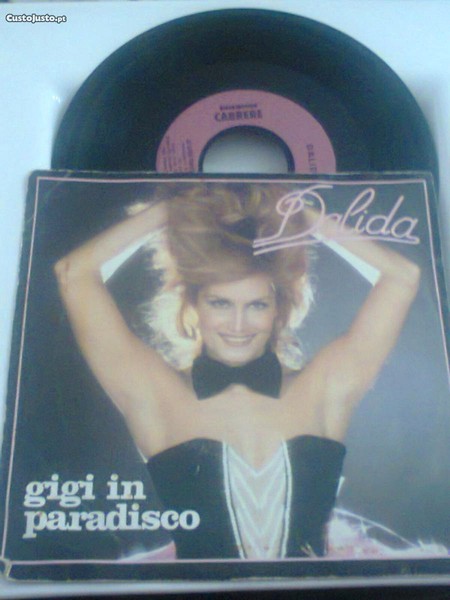 CustoJusto.pt
CARRERE
Dalida
gigi in
paradisco